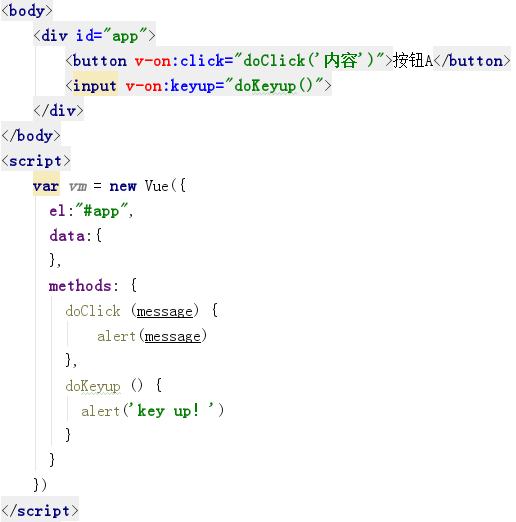 <body>
    <div id="app">
        <button v-on:click="doClick('内容')">按钮A</button>
        <input v-on:keyup="doKeyup()">
    </div>
</body>
<script>
    var vm = new Vue({
      el:"#app",
      data:{
      },
      methods: {
        doClick (message) {
            alert(message)
        },
        doKeyup () {
          alert('key up! ')
        }
      }
    })
</script>